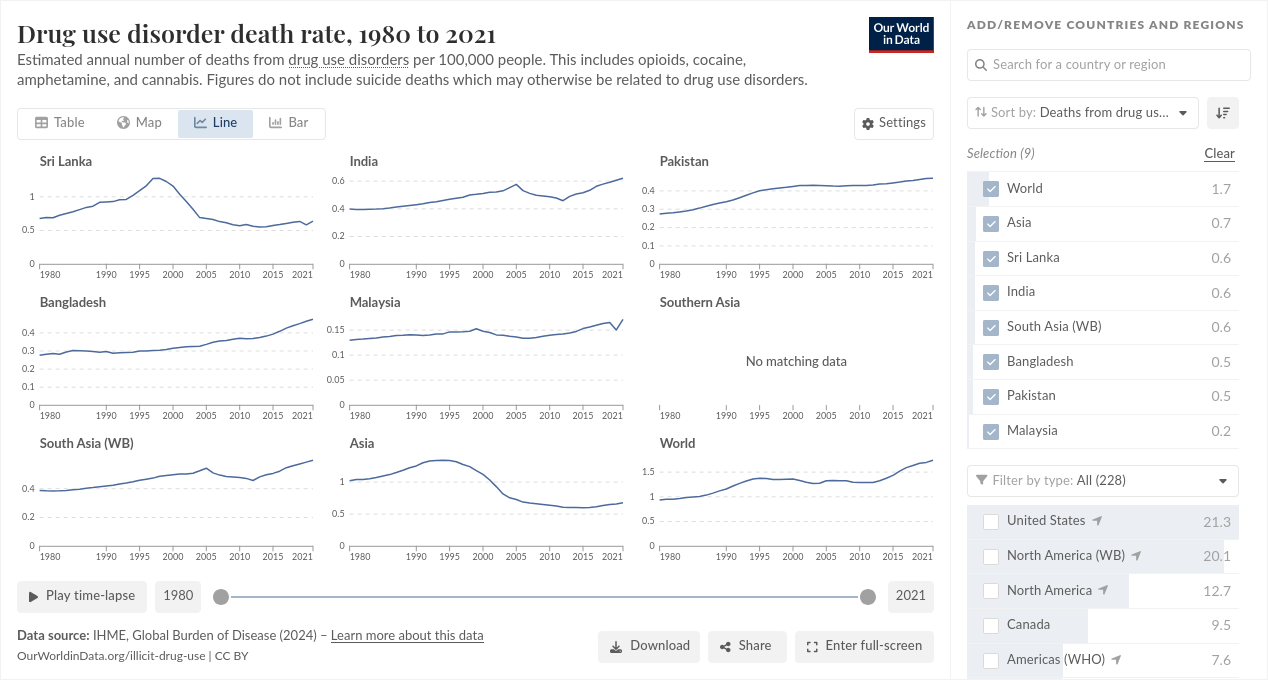 Drug use disorder death rate, 1980 to 2021
Our World
in Data
Estimated annual number of deaths from drug use disorders per 100,000 people. This includes opioids, cocaine,
amphetamine, and cannabis. Figures do not include suicide deaths which may otherwise be related to drug use disorders.
Table
Map
Line
Bar
Settings
Sri Lanka
1
0.5
0
1980 1990 1995 2000 2005 2010 2015 2021
India
0.6
0.4
0.2
0
1980 1990 1995 2000 2005 2010 2015 2021
Pakistan
0.4
0.3
0.2
0.1
0
1980 1990 1995 2000 2005 2010 2015 2021
Bangladesh
0.4
0.3
0.2
0.1
0
1980 1990 1995 2000 2005 2010 2015 2021
Malaysia
0.15
0.1
0.05
0
1980 1990 1995 2000 2005 2010 2015 2021
Southern Asia
No matching data
1980 1990 1995 2000 2005 2010 2015 2021
South Asia (WB)
0.4
0.2
0
1980 1990 1995 2000 2005 2010 2015 2021
Asia
1
0.5
0
1980 1990 1995 2000 2005 2010 2015 2021
World
1.5
1
0.5
0
1980 1990 1995 2000 2005 2010 2015 2021
Play time-lapse
1980
2021
Data source: IHME, Global Burden of Disease (2024) – Learn more about this data
OurWorldinData.org/illicit-drug-use | CC BY
Download
Share
Enter full-screen
ADD/REMOVE COUNTRIES AND REGIONS
Search for a country or region
Sort by: Deaths from drug us...
Selection (9)
Clear
World 1.7
Asia 0.7
Sri Lanka 0.6
India 0.6
South Asia (WB) 0.6
Bangladesh 0.5
Pakistan 0.5
Malaysia 0.2
Filter by type: All (228)
United States 21.3
North America (WB) 20.1
North America 12.7
Canada 9.5
Americas (WHO) 7.6